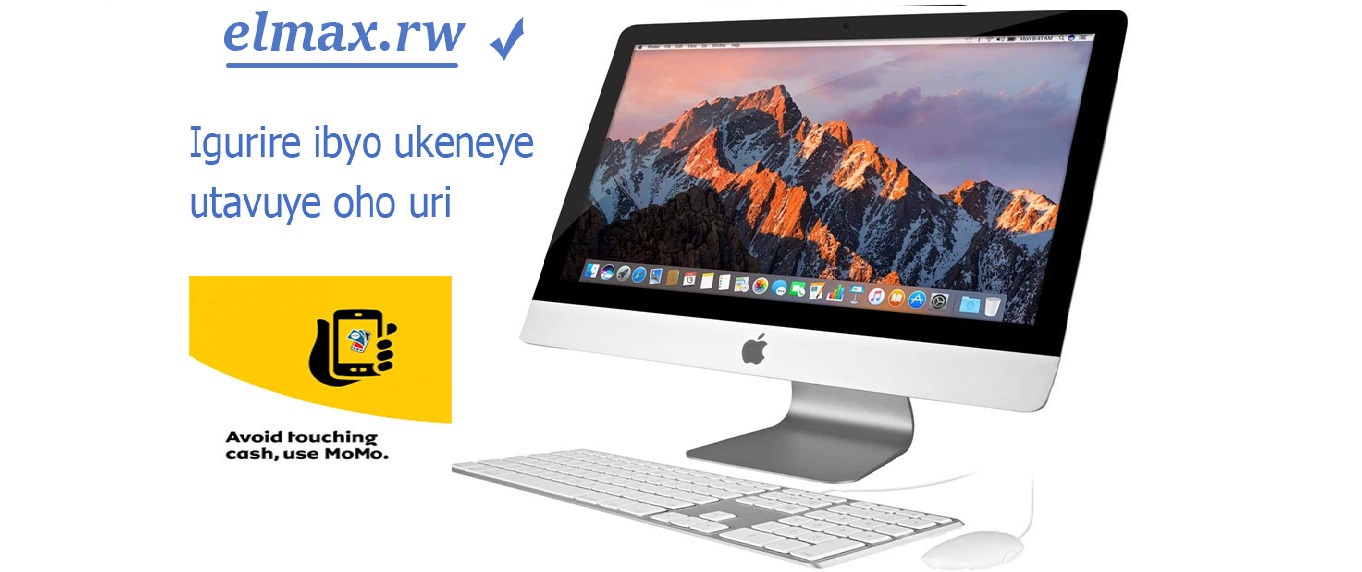 elmax.rw
Igurire ibyo ukeneye
utavuye oho uri
Avoid touching
cash, use MoMo.